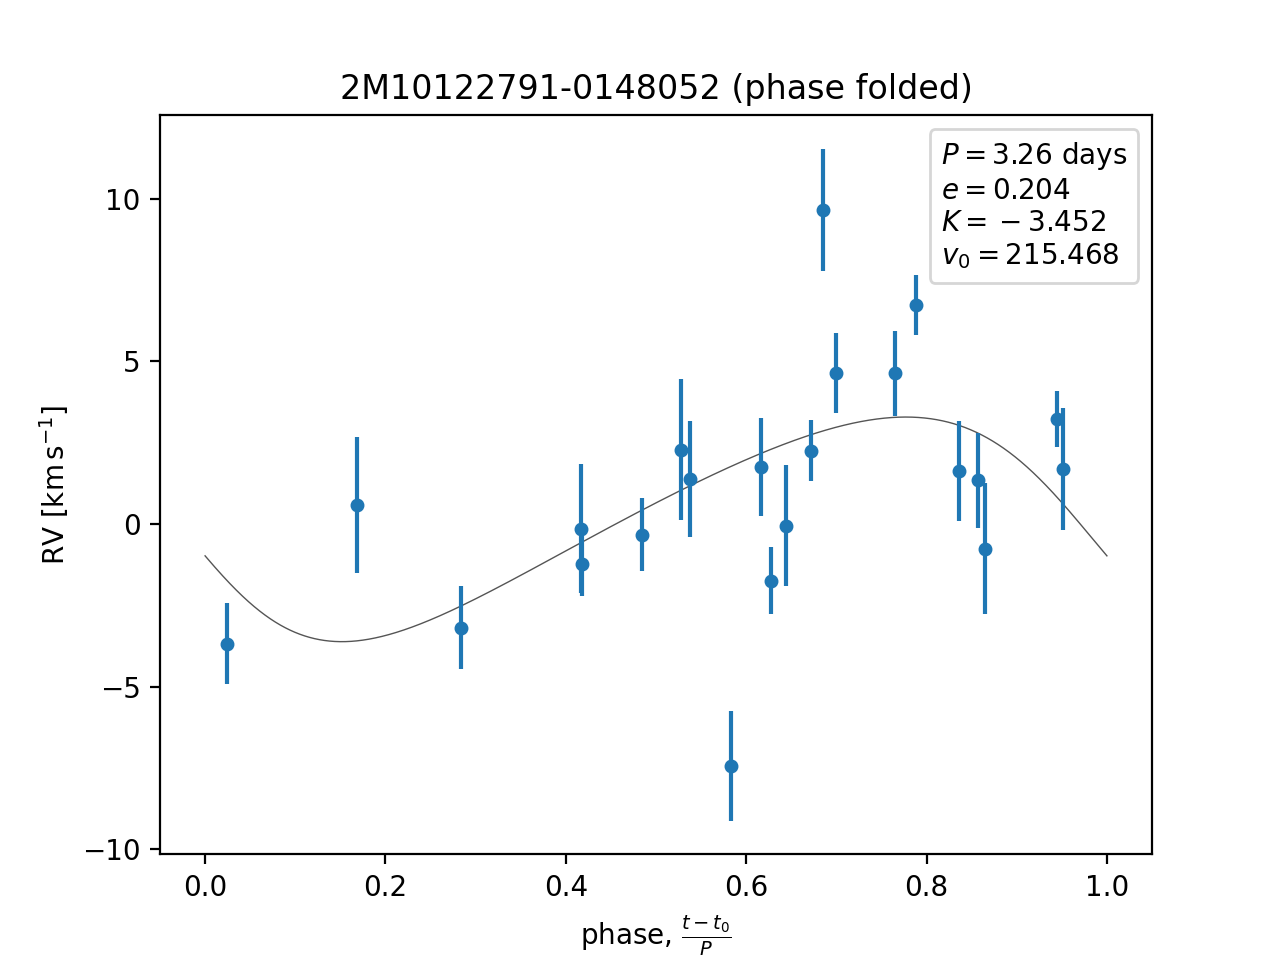 2M10122791-0148052 (phase folded)
P = 3.26 days
e = 0.204
K = −3.452
v₀ = 215.468
10
5
0
−5
−10
RV [km s⁻¹]
0.0 0.2 0.4 0.6 0.8 1.0
phase, (t − t₀)/P